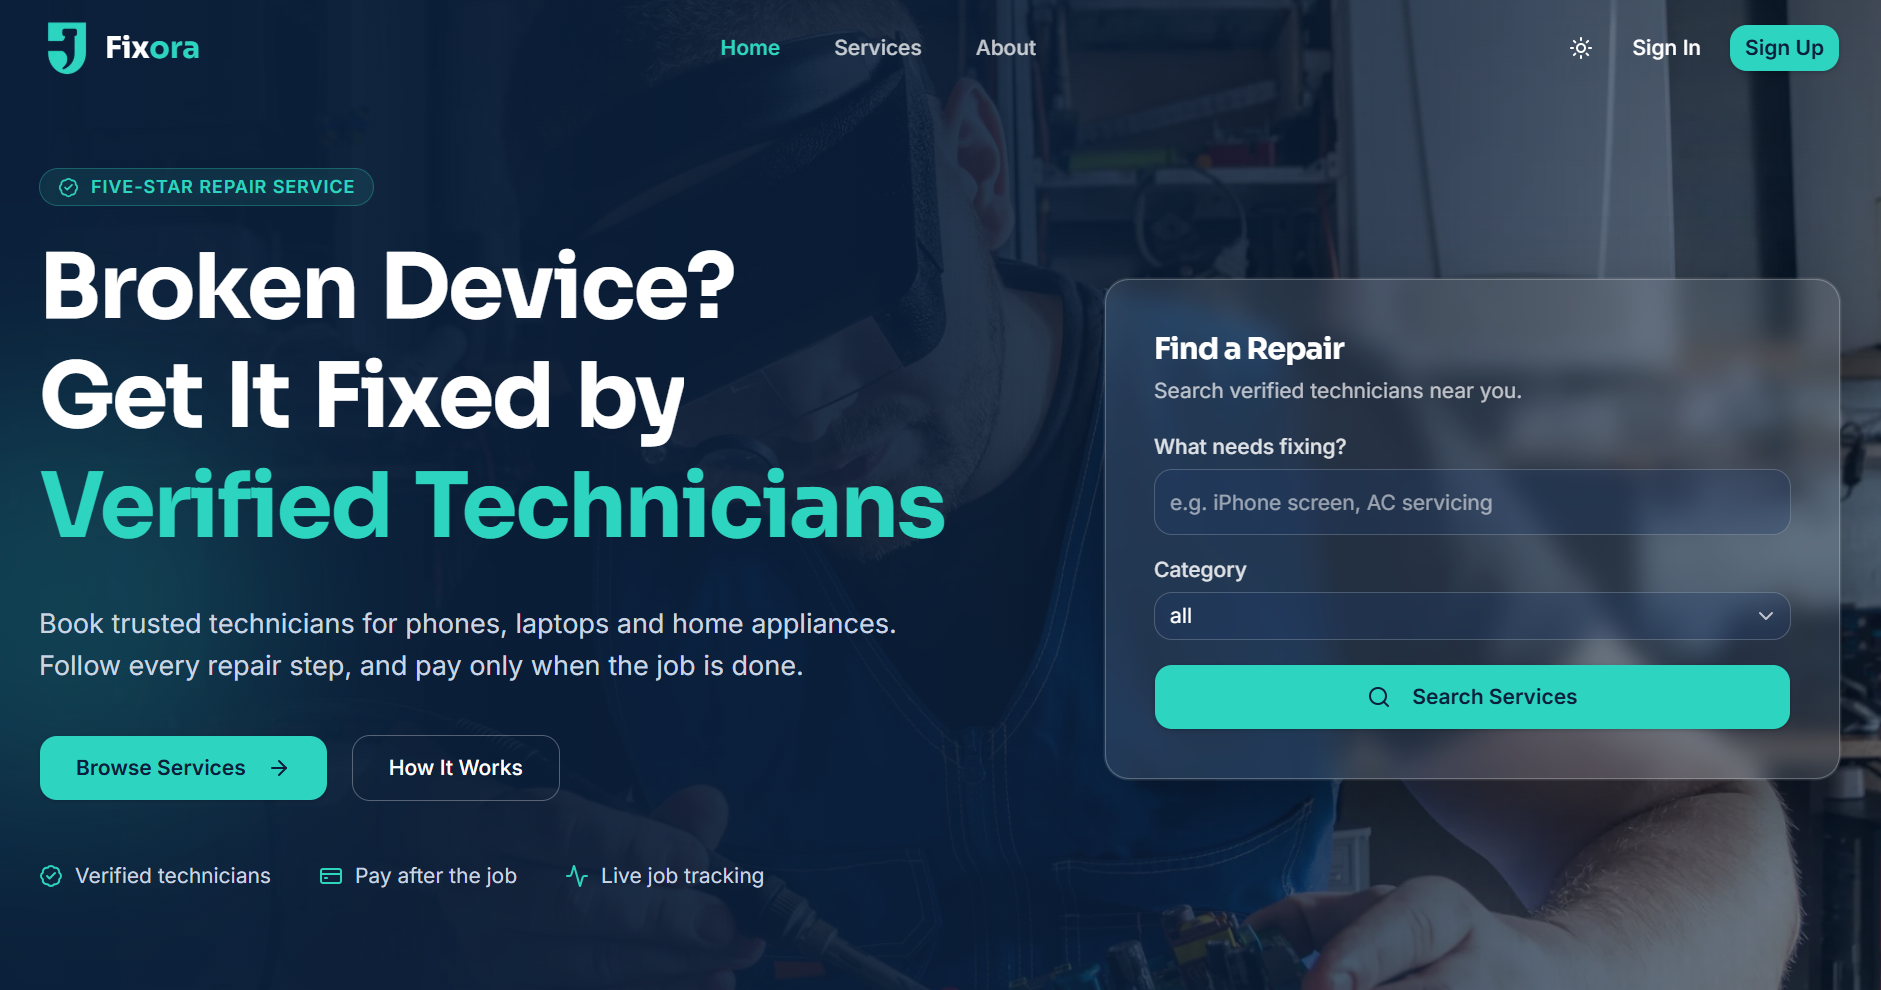 Fixora
Home
Services
About
Sign In
Sign Up
FIVE-STAR REPAIR SERVICE
Broken Device?
Get It Fixed by
Verified Technicians
Book trusted technicians for phones, laptops and home appliances.
Follow every repair step, and pay only when the job is done.
Browse Services
How It Works
Verified technicians
Pay after the job
Live job tracking
Find a Repair
Search verified technicians near you.
What needs fixing?
e.g. iPhone screen, AC servicing
Category
all
Search Services